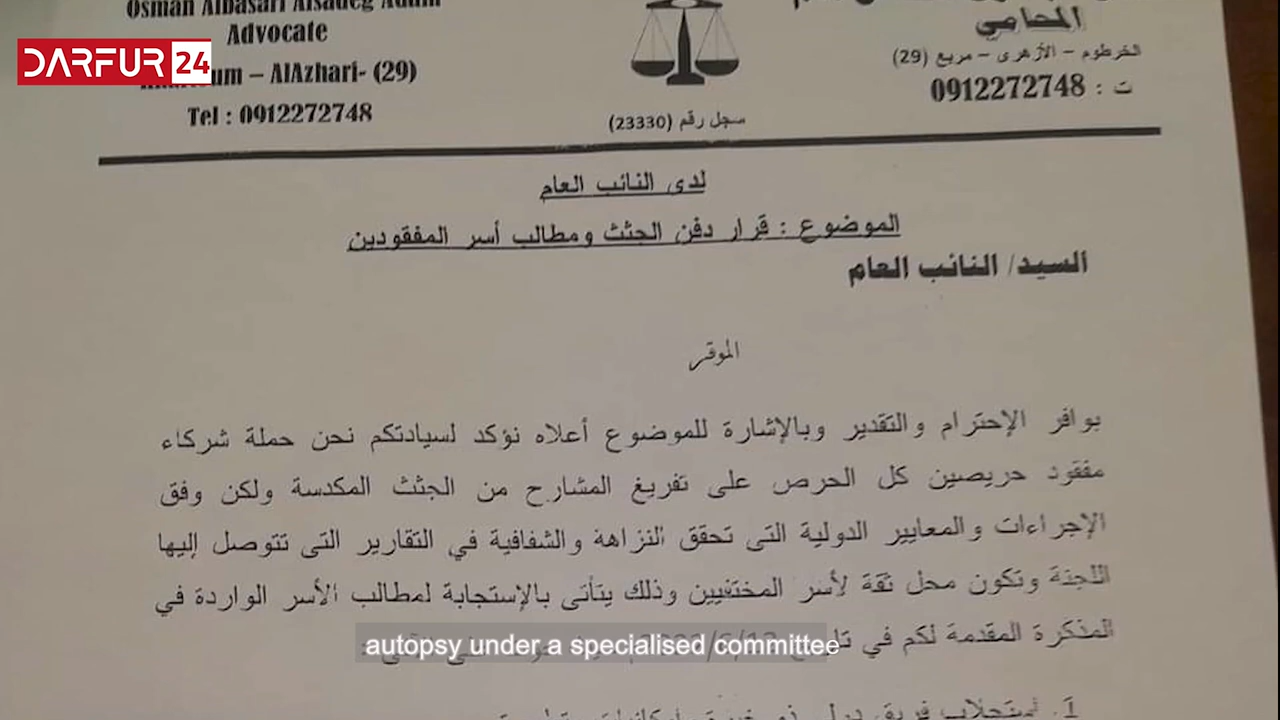 Osman Albasari Alsadeg Adam
Advocate
DARFUR 24
– AlAzhari- (29)
Tel : 0912272748
المحامي
الخرطوم – الأزهرى – مربع (29)
ت : 0912272748
سجل رقم (23330)
لدى النائب العام
الموضوع : قرار دفن الجثث ومطالب أسر المفقودين
السيد/ النائب العام
الموقر
بوافر الإحترام والتقدير وبالإشارة للموضوع أعلاه نؤكد لسيادتكم نحن حملة شركاء
مفقود حريصين كل الحرص على تفريغ المشارح من الجثث المكدسة ولكن وفق
الإجراءات والمعايير الدولية التى تحقق النزاهة والشفافية في التقارير التى تتوصل إليها
اللجنة وتكون محل ثقة لأسر المختفيين وذلك يتأتى بالإستجابة لمطالب الأسر الواردة في
المذكرة المقدمة لكم في
autopsy under a specialised committee
1.